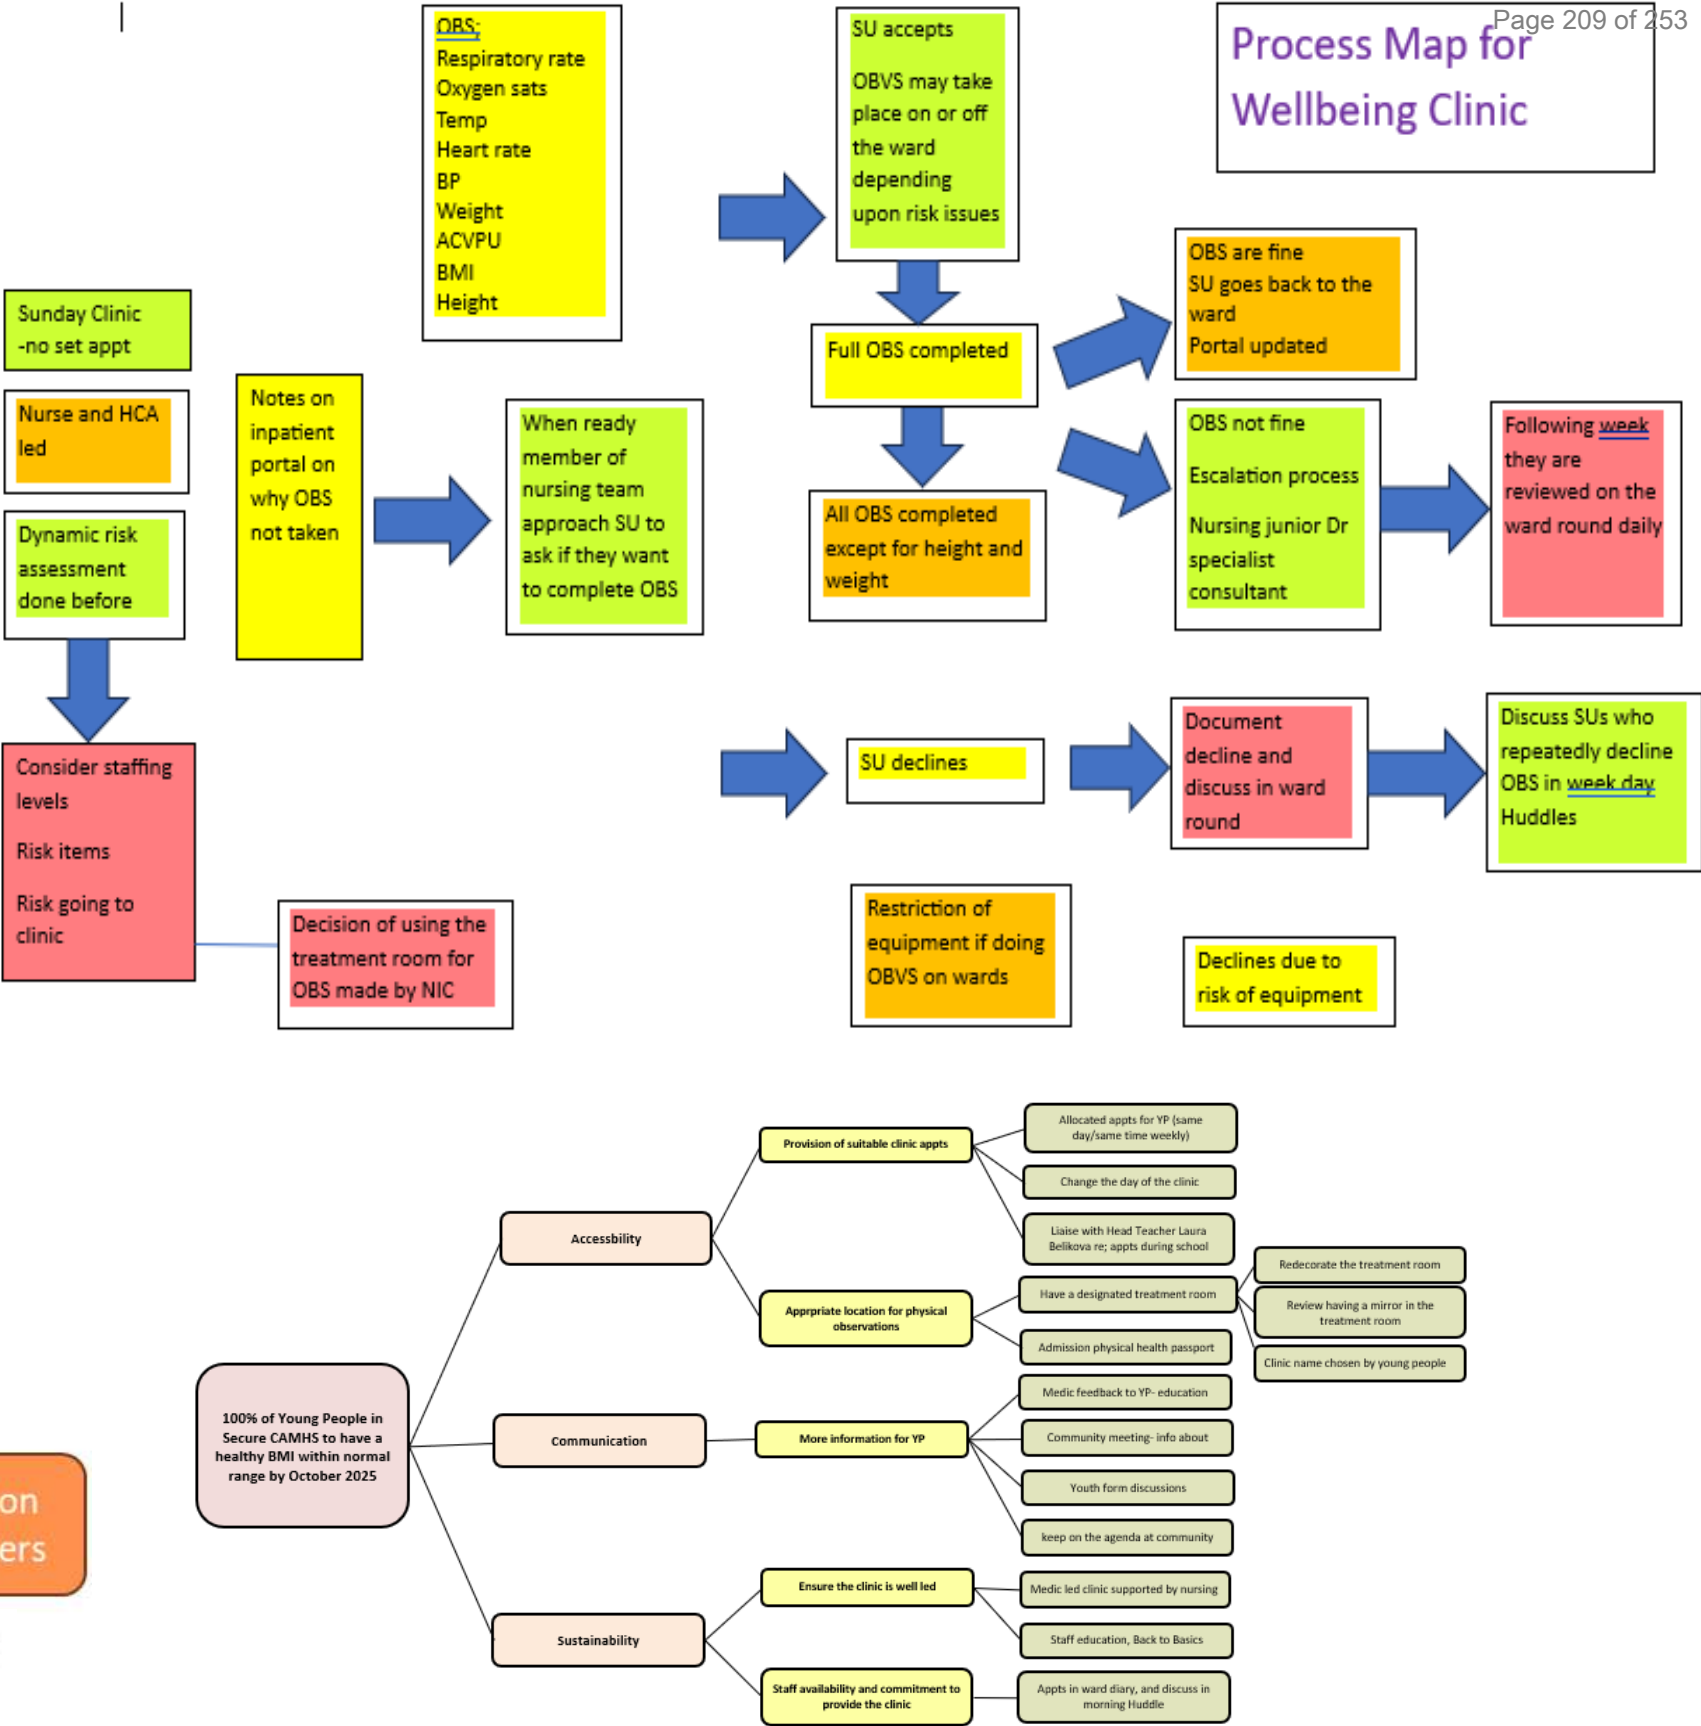 Page 209 of 253
Process Map for
Wellbeing Clinic
OBS;
Respiratory rate
Oxygen sats
Temp
Heart rate
BP
Weight
ACVPU
BMI
Height
SU accepts
OBVS may take
place on or off
the ward
depending
upon risk issues
OBS are fine
SU goes back to the
ward
Portal updated
Sunday Clinic
-no set appt
Nurse and HCA
led
Dynamic risk
assessment
done before
Notes on
inpatient
portal on
why OBS
not taken
When ready
member of
nursing team
approach SU to
ask if they want
to complete OBS
Full OBS completed
All OBS completed
except for height and
weight
OBS not fine
Escalation process
Nursing junior Dr
specialist
consultant
Following week
they are
reviewed on the
ward round daily
Consider staffing
levels
Risk items
Risk going to
clinic
Decision of using the
treatment room for
OBS made by NIC
SU declines
Document
decline and
discuss in ward
round
Discuss SUs who
repeatedly decline
OBS in week day
Huddles
Restriction of
equipment if doing
OBVS on wards
Declines due to
risk of equipment
100% of Young People in
Secure CAMHS to have a
healthy BMI within normal
range by October 2025
Accessbility
Provision of suitable clinic appts
Allocated appts for YP (same
day/same time weekly)
Change the day of the clinic
Liaise with Head Teacher Laura
Belikova re; appts during school
Apprpriate location for physical
observations
Have a designated treatment room
Redecorate the treatment room
Review having a mirror in the
treatment room
Clinic name chosen by young people
Admission physical health passport
Communication
More information for YP
Medic feedback to YP- education
Community meeting- info about
Youth form discussions
keep on the agenda at community
Sustainability
Ensure the clinic is well led
Medic led clinic supported by nursing
Staff education, Back to Basics
Staff availability and commitment to
provide the clinic
Appts in ward diary, and discuss in
morning Huddle
on
ers